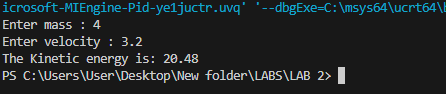 icrosoft-MIEngine-Pid-ye1juctr.uvq' '--dbgExe=C:\msys64\ucrt64\b
Enter mass : 4
Enter velocity : 3.2
The Kinetic energy is: 20.48
PS C:\Users\User\Desktop\New folder\LABS\LAB 2>